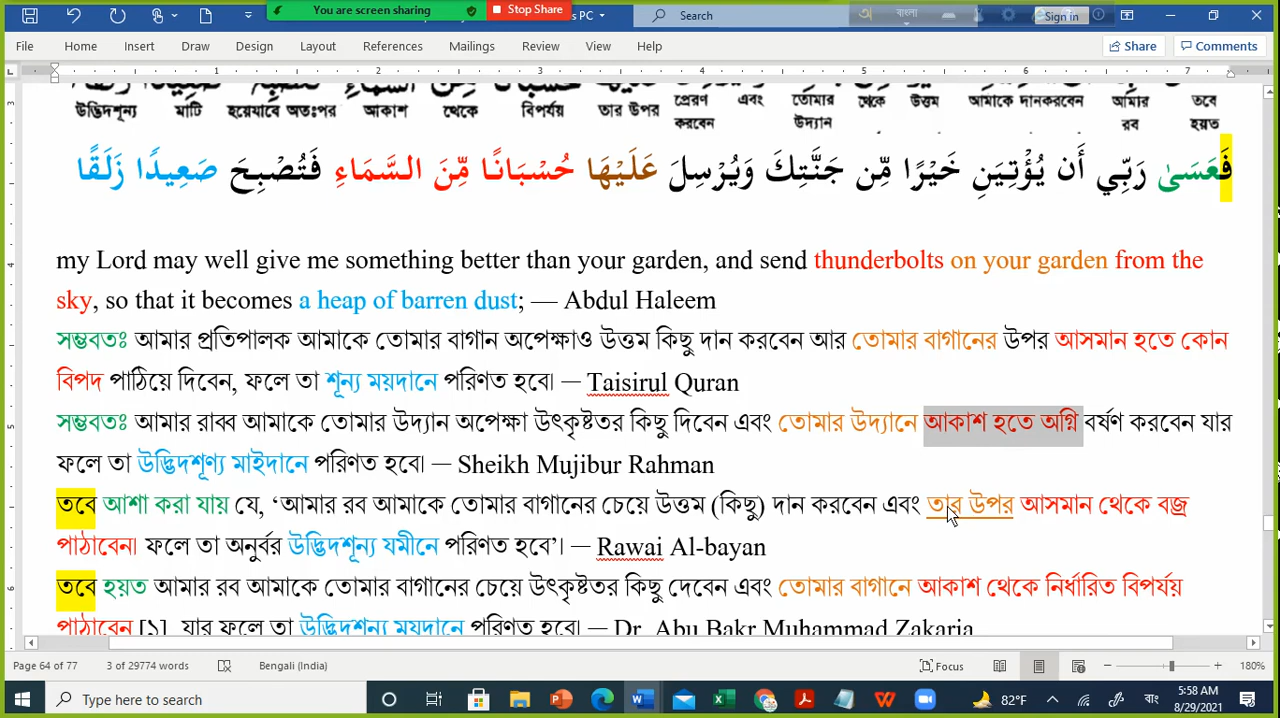 You are screen sharing
Stop Share
s PC
Search
বাংলা
Sign in
File Home Insert Draw Design Layout References Mailings Review View Help
Share Comments
1 2 3 4 5 6 7
প্রেরণ এবং তোমার থেকে উত্তম আমাকে দানকরবেন আমার তবে
উদ্ভিদশূন্য মাটি হয়েযাবে অতঃপর আকাশ থেকে বিপর্যয় তার উপর করবেন উদ্যান রব হয়ত
فَعَسَىٰ رَبِّي أَن يُؤْتِيَنِ خَيْرًا مِّن جَنَّتِكَ وَيُرْسِلَ عَلَيْهَا حُسْبَانًا مِّنَ السَّمَاءِ فَتُصْبِحَ صَعِيدًا زَلَقًا
my Lord may well give me something better than your garden, and send thunderbolts on your garden from the
sky, so that it becomes a heap of barren dust; — Abdul Haleem
সম্ভবতঃ আমার প্রতিপালক আমাকে তোমার বাগান অপেক্ষাও উত্তম কিছু দান করবেন আর তোমার বাগানের উপর আসমান হতে কোন
বিপদ পাঠিয়ে দিবেন, ফলে তা শূন্য ময়দানে পরিণত হবে। — Taisirul Quran
সম্ভবতঃ আমার রাব্ব আমাকে তোমার উদ্যান অপেক্ষা উৎকৃষ্টতর কিছু দিবেন এবং তোমার উদ্যানে আকাশ হতে অগ্নি বর্ষণ করবেন যার
ফলে তা উদ্ভিদশূণ্য মাইদানে পরিণত হবে। — Sheikh Mujibur Rahman
তবে আশা করা যায় যে, ‘আমার রব আমাকে তোমার বাগানের চেয়ে উত্তম (কিছু) দান করবেন এবং তার উপর আসমান থেকে বজ্র
পাঠাবেন। ফলে তা অনুর্বর উদ্ভিদশূন্য যমীনে পরিণত হবে’। — Rawai Al-bayan
তবে হয়ত আমার রব আমাকে তোমার বাগানের চেয়ে উৎকৃষ্টতর কিছু দেবেন এবং তোমার বাগানে আকাশ থেকে নির্ধারিত বিপর্যয়
পাঠাবেন [১], যার ফলে তা উদ্ভিদশূন্য ময়দানে পরিণত হবে। — Dr. Abu Bakr Muhammad Zakaria
Page 64 of 77 3 of 29774 words Bengali (India) Focus 180%
Type here to search
82°F
বাং
5:58 AM
8/29/2021